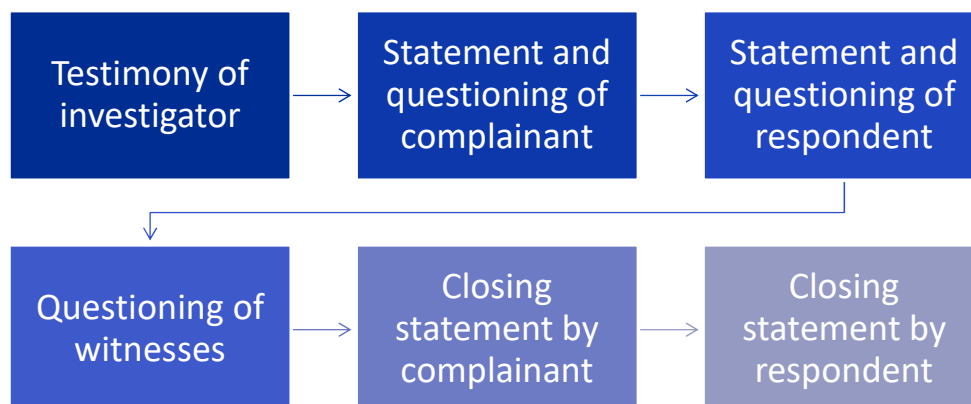 Testimony of
investigator
Statement and
questioning of
complainant
Statement and
questioning of
respondent
Questioning of
witnesses
Closing
statement by
complainant
Closing
statement by
respondent